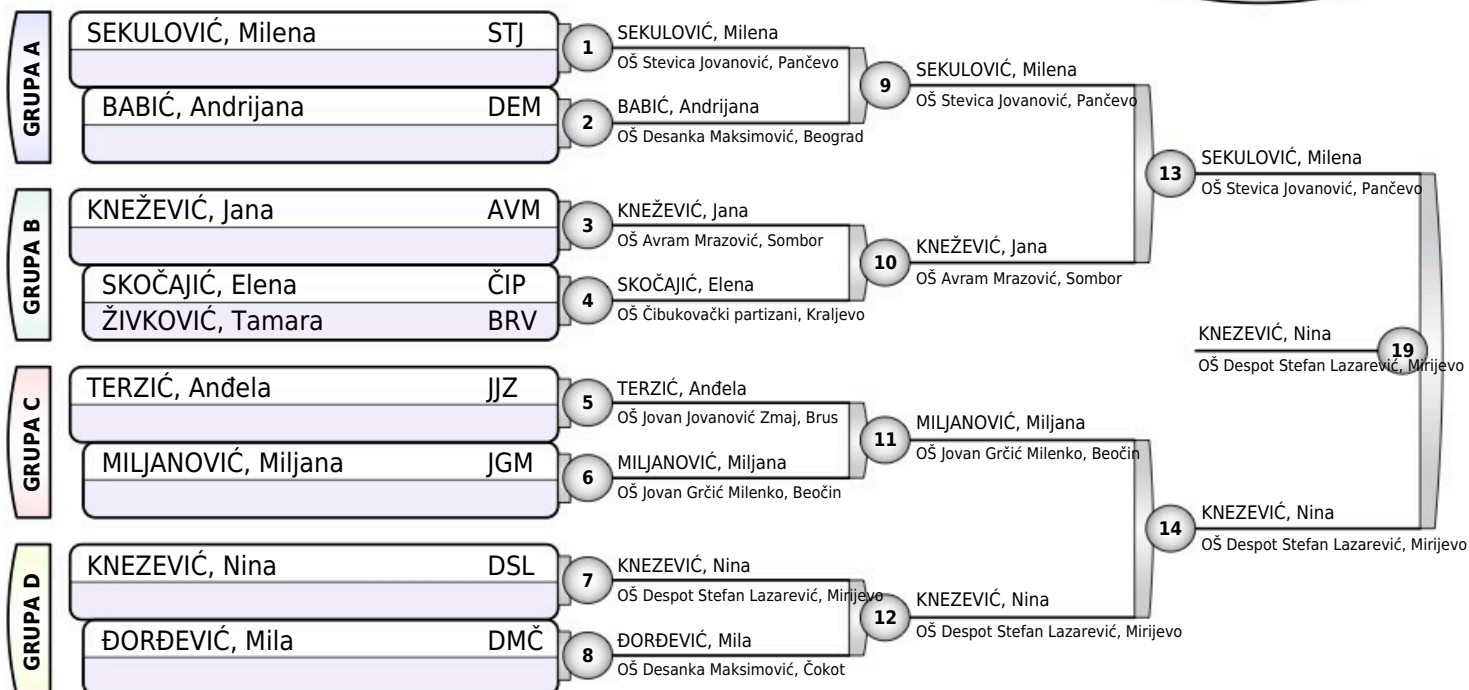 GRUPA A
SEKULOVIĆ, Milena STJ
BABIĆ, Andrijana DEM
GRUPA B
KNEŽEVIĆ, Jana AVM
SKOČAJIĆ, Elena ČIP
ŽIVKOVIĆ, Tamara BRV
GRUPA C
TERZIĆ, Anđela JJZ
MILJANOVIĆ, Miljana JGM
GRUPA D
KNEZEVIĆ, Nina DSL
ĐORĐEVIĆ, Mila DMČ
1
SEKULOVIĆ, Milena
OŠ Stevica Jovanović, Pančevo
2
BABIĆ, Andrijana
OŠ Desanka Maksimović, Beograd
3
KNEŽEVIĆ, Jana
OŠ Avram Mrazović, Sombor
4
SKOČAJIĆ, Elena
OŠ Čibukovački partizani, Kraljevo
5
TERZIĆ, Anđela
OŠ Jovan Jovanović Zmaj, Brus
6
MILJANOVIĆ, Miljana
OŠ Jovan Grčić Milenko, Beočin
7
KNEZEVIĆ, Nina
OŠ Despot Stefan Lazarević, Mirijevo
8
ĐORĐEVIĆ, Mila
OŠ Desanka Maksimović, Čokot
9
SEKULOVIĆ, Milena
OŠ Stevica Jovanović, Pančevo
10
KNEŽEVIĆ, Jana
OŠ Avram Mrazović, Sombor
11
MILJANOVIĆ, Miljana
OŠ Jovan Grčić Milenko, Beočin
12
KNEZEVIĆ, Nina
OŠ Despot Stefan Lazarević, Mirijevo
13
SEKULOVIĆ, Milena
OŠ Stevica Jovanović, Pančevo
14
KNEZEVIĆ, Nina
OŠ Despot Stefan Lazarević, Mirijevo
KNEZEVIĆ, Nina
19
OŠ Despot Stefan Lazarević, Mirijevo